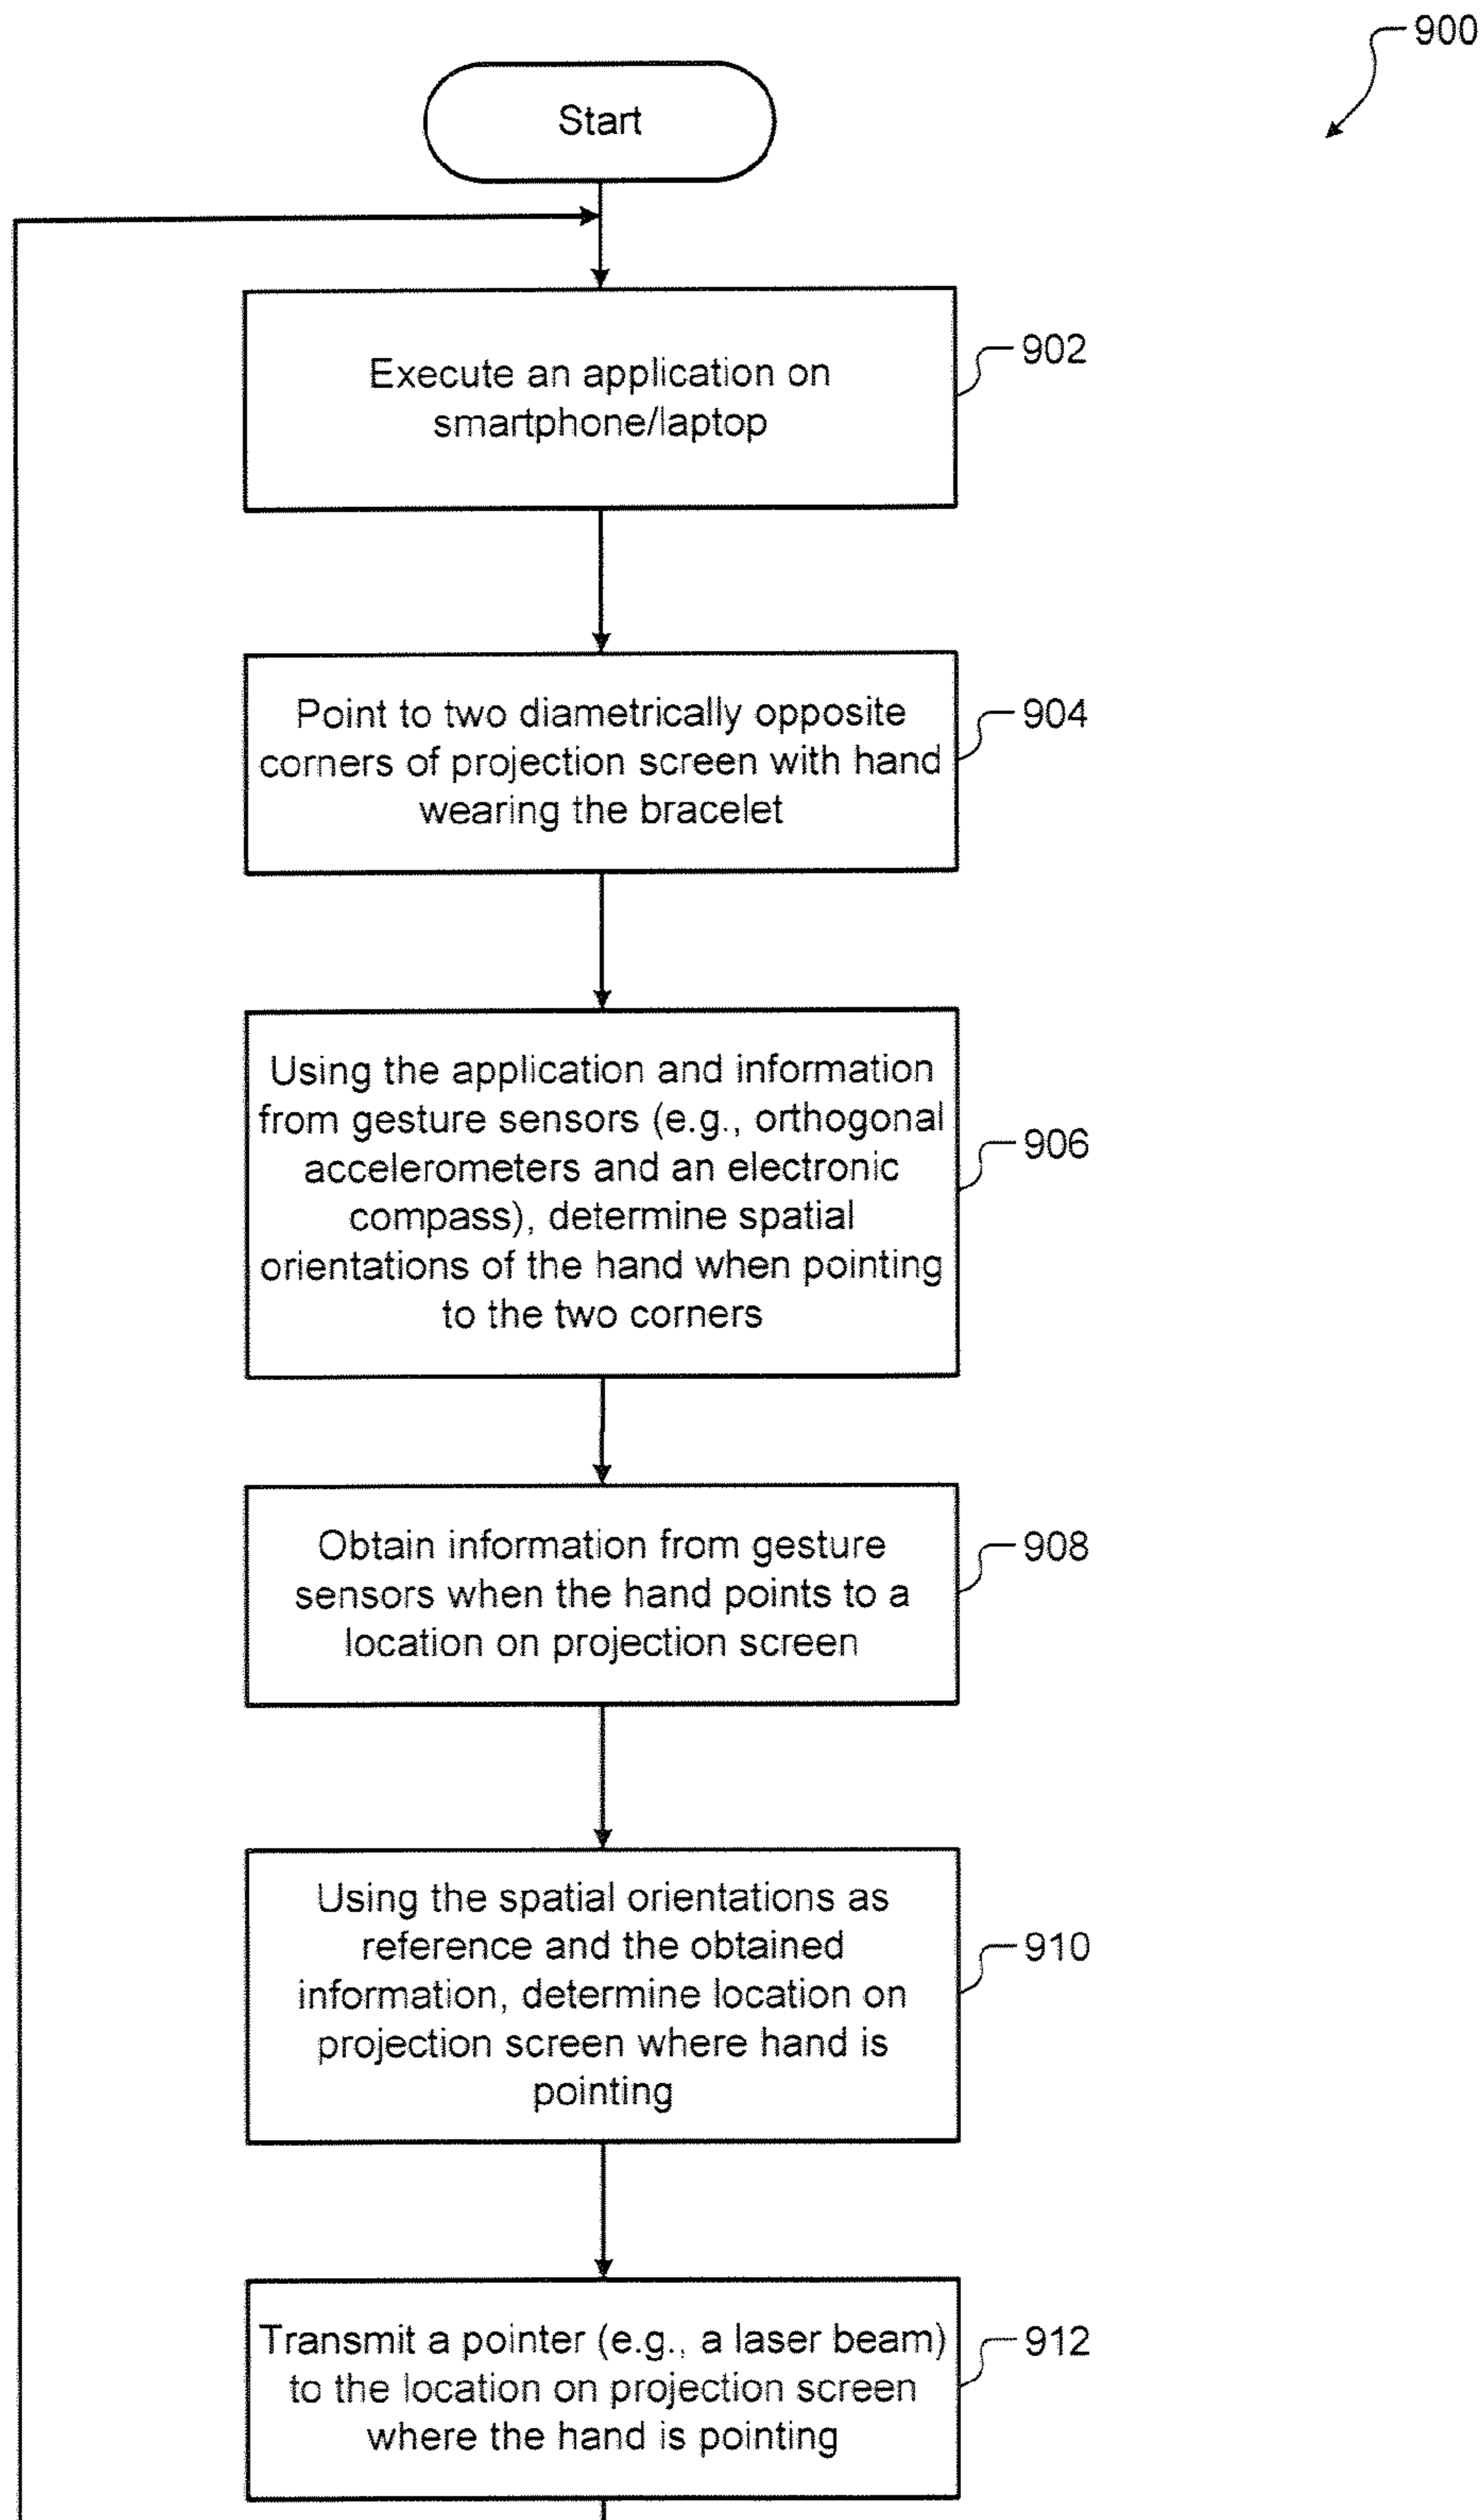 900
Start
Execute an application on
smartphone/laptop
902
Point to two diametrically opposite
corners of projection screen with hand
wearing the bracelet
904
Using the application and information
from gesture sensors (e.g., orthogonal
accelerometers and an electronic
compass), determine spatial
orientations of the hand when pointing
to the two corners
906
Obtain information from gesture
sensors when the hand points to a
location on projection screen
908
Using the spatial orientations as
reference and the obtained
information, determine location on
projection screen where hand is
pointing
910
Transmit a pointer (e.g., a laser beam)
to the location on projection screen
where the hand is pointing
912